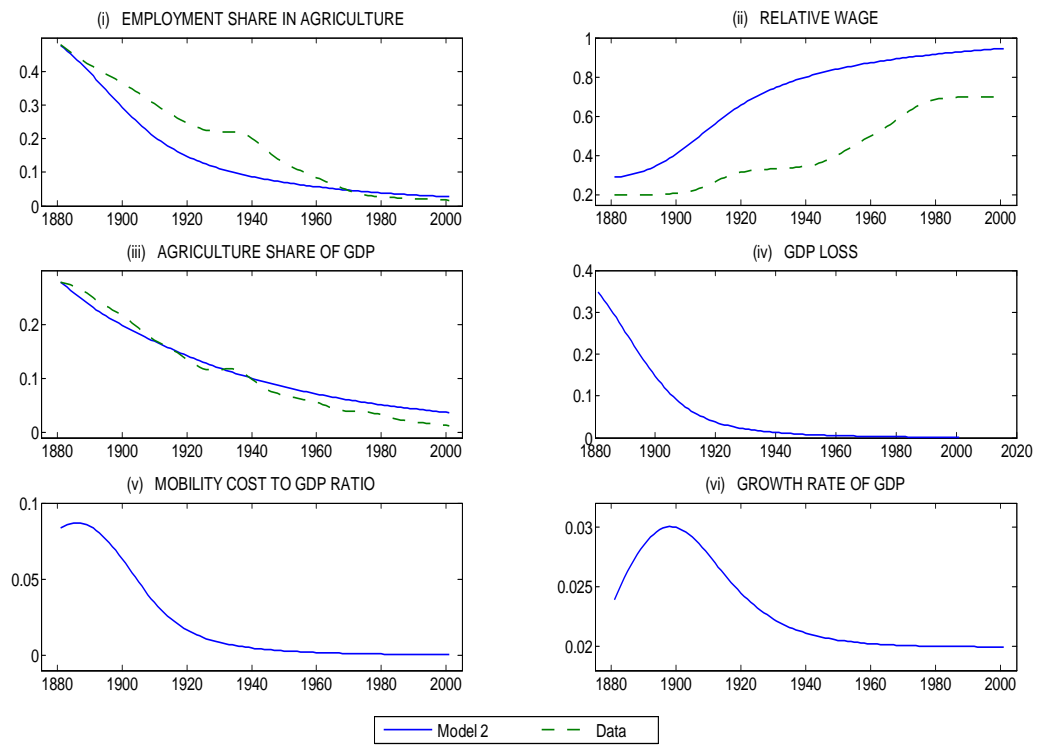 (i) EMPLOYMENT SHARE IN AGRICULTURE
0.4
0.3
0.2
0.1
0
1880 1900 1920 1940 1960 1980 2000
(ii) RELATIVE WAGE
1
0.8
0.6
0.4
0.2
1880 1900 1920 1940 1960 1980 2000
(iii) AGRICULTURE SHARE OF GDP
0.2
0.1
0
1880 1900 1920 1940 1960 1980 2000
(iv) GDP LOSS
0.4
0.3
0.2
0.1
0
1880 1900 1920 1940 1960 1980 2000 2020
(v) MOBILITY COST TO GDP RATIO
0.1
0.05
0
1880 1900 1920 1940 1960 1980 2000
(vi) GROWTH RATE OF GDP
0.03
0.025
0.02
1880 1900 1920 1940 1960 1980 2000
Model 2 Data